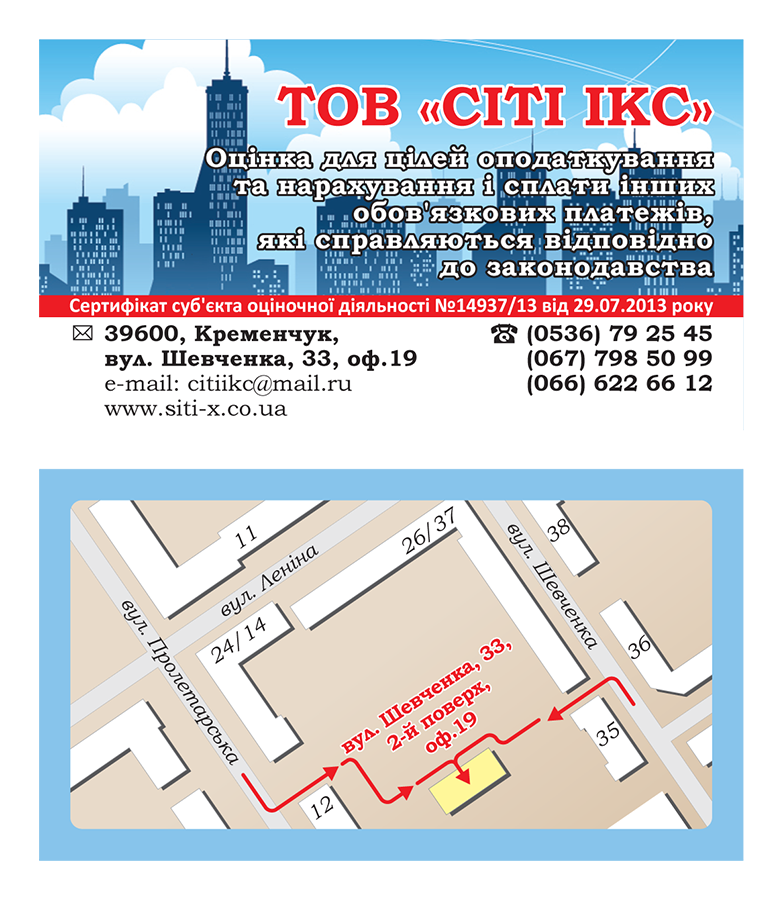 ТОВ «СІТІ ІКС»
Оцінка для цілей оподаткування
та нарахування і сплати інших
обов'язкових платежів,
які справляються відповідно
до законодавства
Сертифікат суб'єкта оціночної діяльності №14937/13 від 29.07.2013 року
39600, Кременчук,
вул. Шевченка, 33, оф.19
e-mail: citiikc@mail.ru
www.siti-x.co.ua
(0536) 79 25 45
(067) 798 50 99
(066) 622 66 12
11
вул. Леніна
26/37
вул. Шевченка
38
вул. Пролетарська
24/14
36
вул. Шевченка, 33,
2-й поверх,
оф.19
35
12